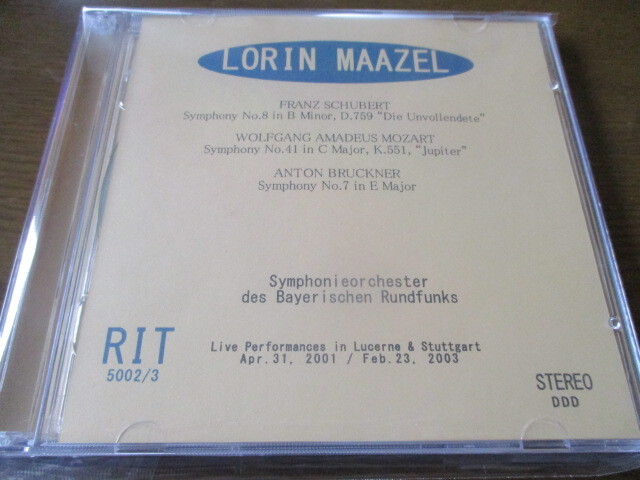 LORIN MAAZEL
FRANZ SCHUBERT
Symphony No.8 in B Minor, D.759 "Die Unvollendete"
WOLFGANG AMADEUS MOZART
Symphony No.41 in C Major, K.551, "Jupiter"
ANTON BRUCKNER
Symphony No.7 in E Major
Symphonieorchester
des Bayerischen Rundfunks
RIT
5002/3
Live Performances in Lucerne & Stuttgart
Apr.31, 2001 / Feb.23, 2003
STEREO
DDD